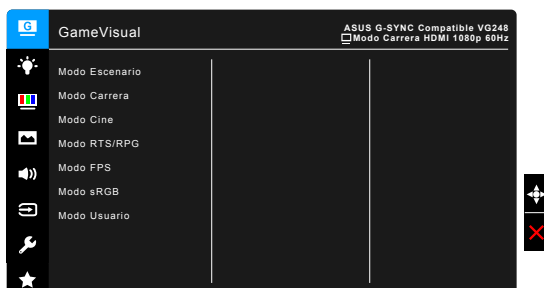 G
GameVisual
ASUS G-SYNC Compatible VG248
Modo Carrera HDMI 1080p 60Hz
Modo Escenario
Modo Carrera
Modo Cine
Modo RTS/RPG
Modo FPS
Modo sRGB
Modo Usuario